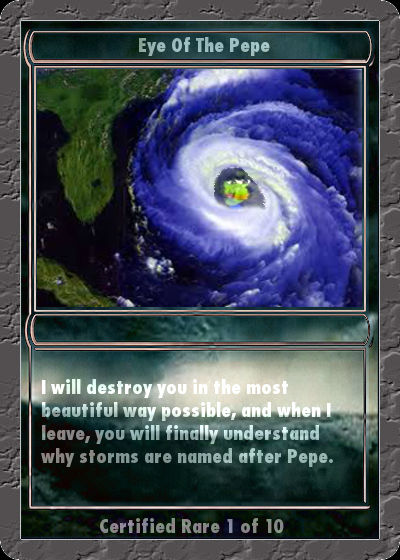 Eye Of The Pepe
I will destroy you in the most
beautiful way possible, and when I
leave, you will finally understand
why storms are named after Pepe.
Certified Rare 1 of 10